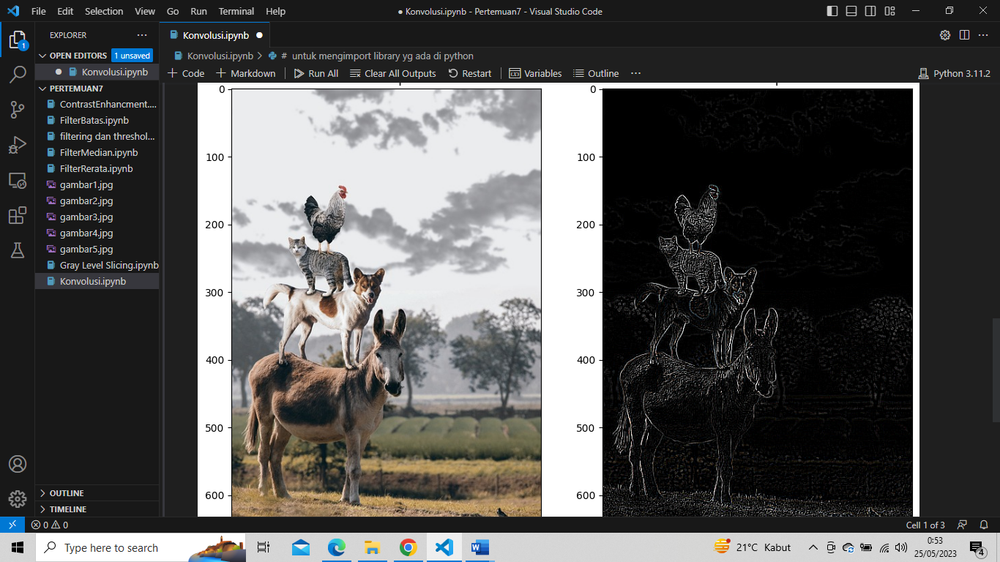 File Edit Selection View Go Run Terminal Help
● Konvolusi.ipynb - Pertemuan7 - Visual Studio Code
EXPLORER
OPEN EDITORS 1 unsaved
Konvolusi.ipynb
PERTEMUAN7
ContrastEnhancment....
FilterBatas.ipynb
filtering dan threshol...
FilterMedian.ipynb
FilterRerata.ipynb
gambar1.jpg
gambar2.jpg
gambar3.jpg
gambar4.jpg
gambar5.jpg
Gray Level Slicing.ipynb
Konvolusi.ipynb
OUTLINE
TIMELINE
1
Konvolusi.ipynb ●
Konvolusi.ipynb > # untuk mengimport library yg ada di python
+ Code + Markdown Run All Clear All Outputs Restart Variables Outline ...
Python 3.11.2
0
100
200
300
400
500
600
0
100
200
300
400
500
600
0 0
Cell 1 of 3
Type here to search
21°C Kabut
0:53
25/05/2023
4